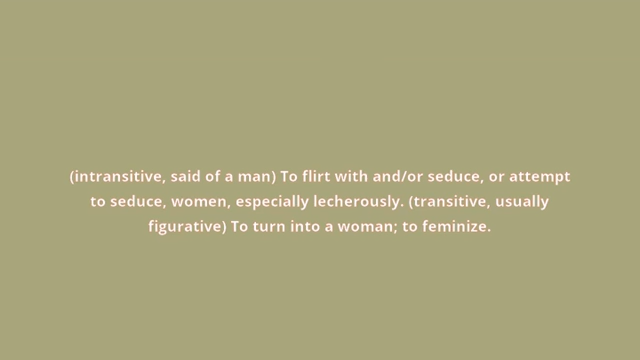 (intransitive, said of a man) To flirt with and/or seduce, or attempt
to seduce, women, especially lecherously. (transitive, usually
figurative) To turn into a woman; to feminize.